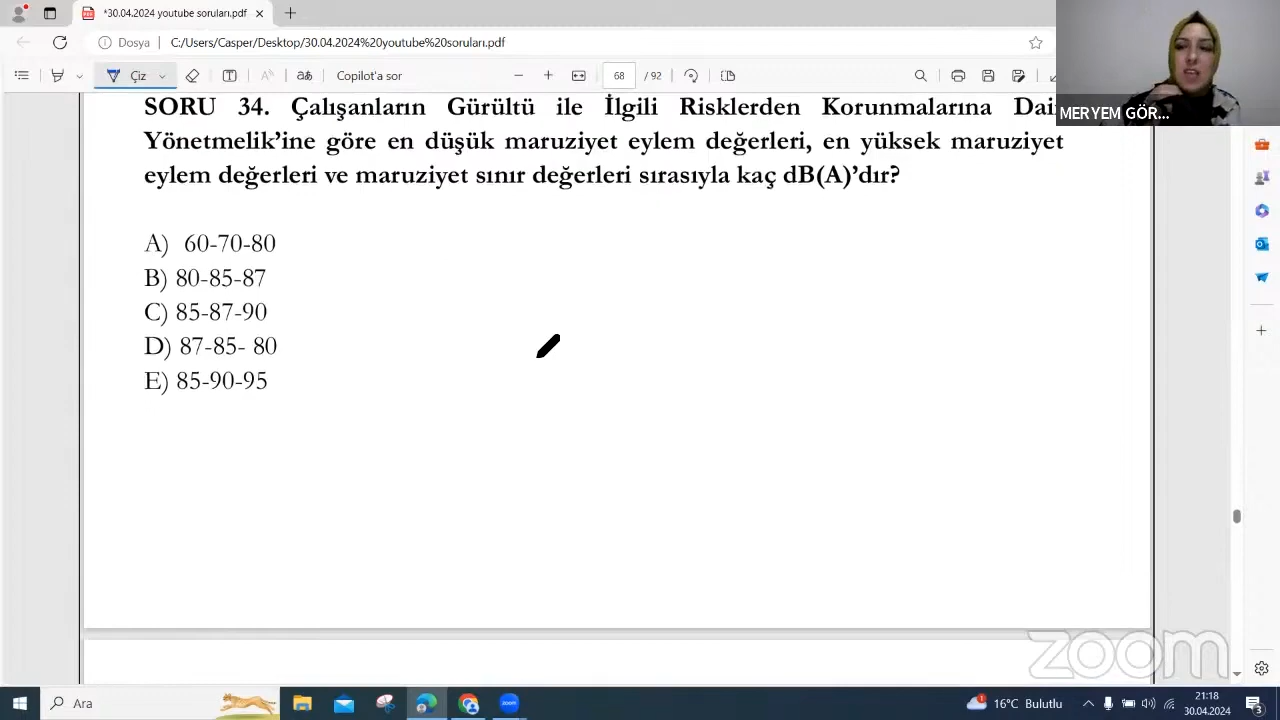 *30.04.2024 youtube soruları.pdf
Dosya
C:/Users/Casper/Desktop/30.04.2024%20youtube%20soruları.pdf
Çiz
Copilot'a sor
68 / 92
MERYEM GÖR...
SORU 34. Çalışanların Gürültü ile İlgili Risklerden Korunmalarına Dair
Yönetmelik’ine göre en düşük maruziyet eylem değerleri, en yüksek maruziyet
eylem değerleri ve maruziyet sınır değerleri sırasıyla kaç dB(A)’dır?
A) 60-70-80
B) 80-85-87
C) 85-87-90
D) 87-85- 80
E) 85-90-95
zoom
Ara
zoom
1
16°C Bulutlu
21:18
30.04.2024
3